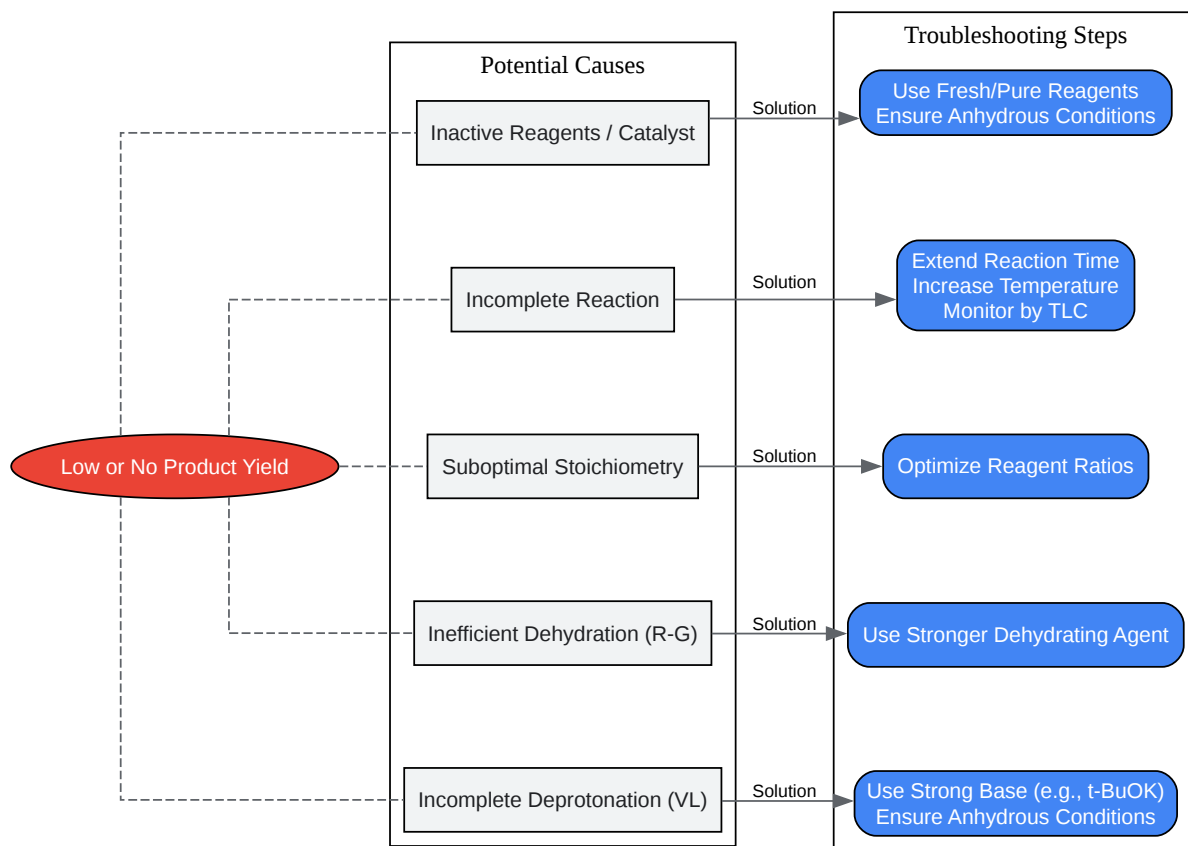 Troubleshooting Steps
Potential Causes
Inactive Reagents / Catalyst
Solution
Use Fresh/Pure Reagents
Ensure Anhydrous Conditions
Incomplete Reaction
Solution
Extend Reaction Time
Increase Temperature
Monitor by TLC
Low or No Product Yield
Suboptimal Stoichiometry
Solution
Optimize Reagent Ratios
Inefficient Dehydration (R-G)
Solution
Use Stronger Dehydrating Agent
Incomplete Deprotonation (VL)
Solution
Use Strong Base (e.g., t-BuOK)
Ensure Anhydrous Conditions